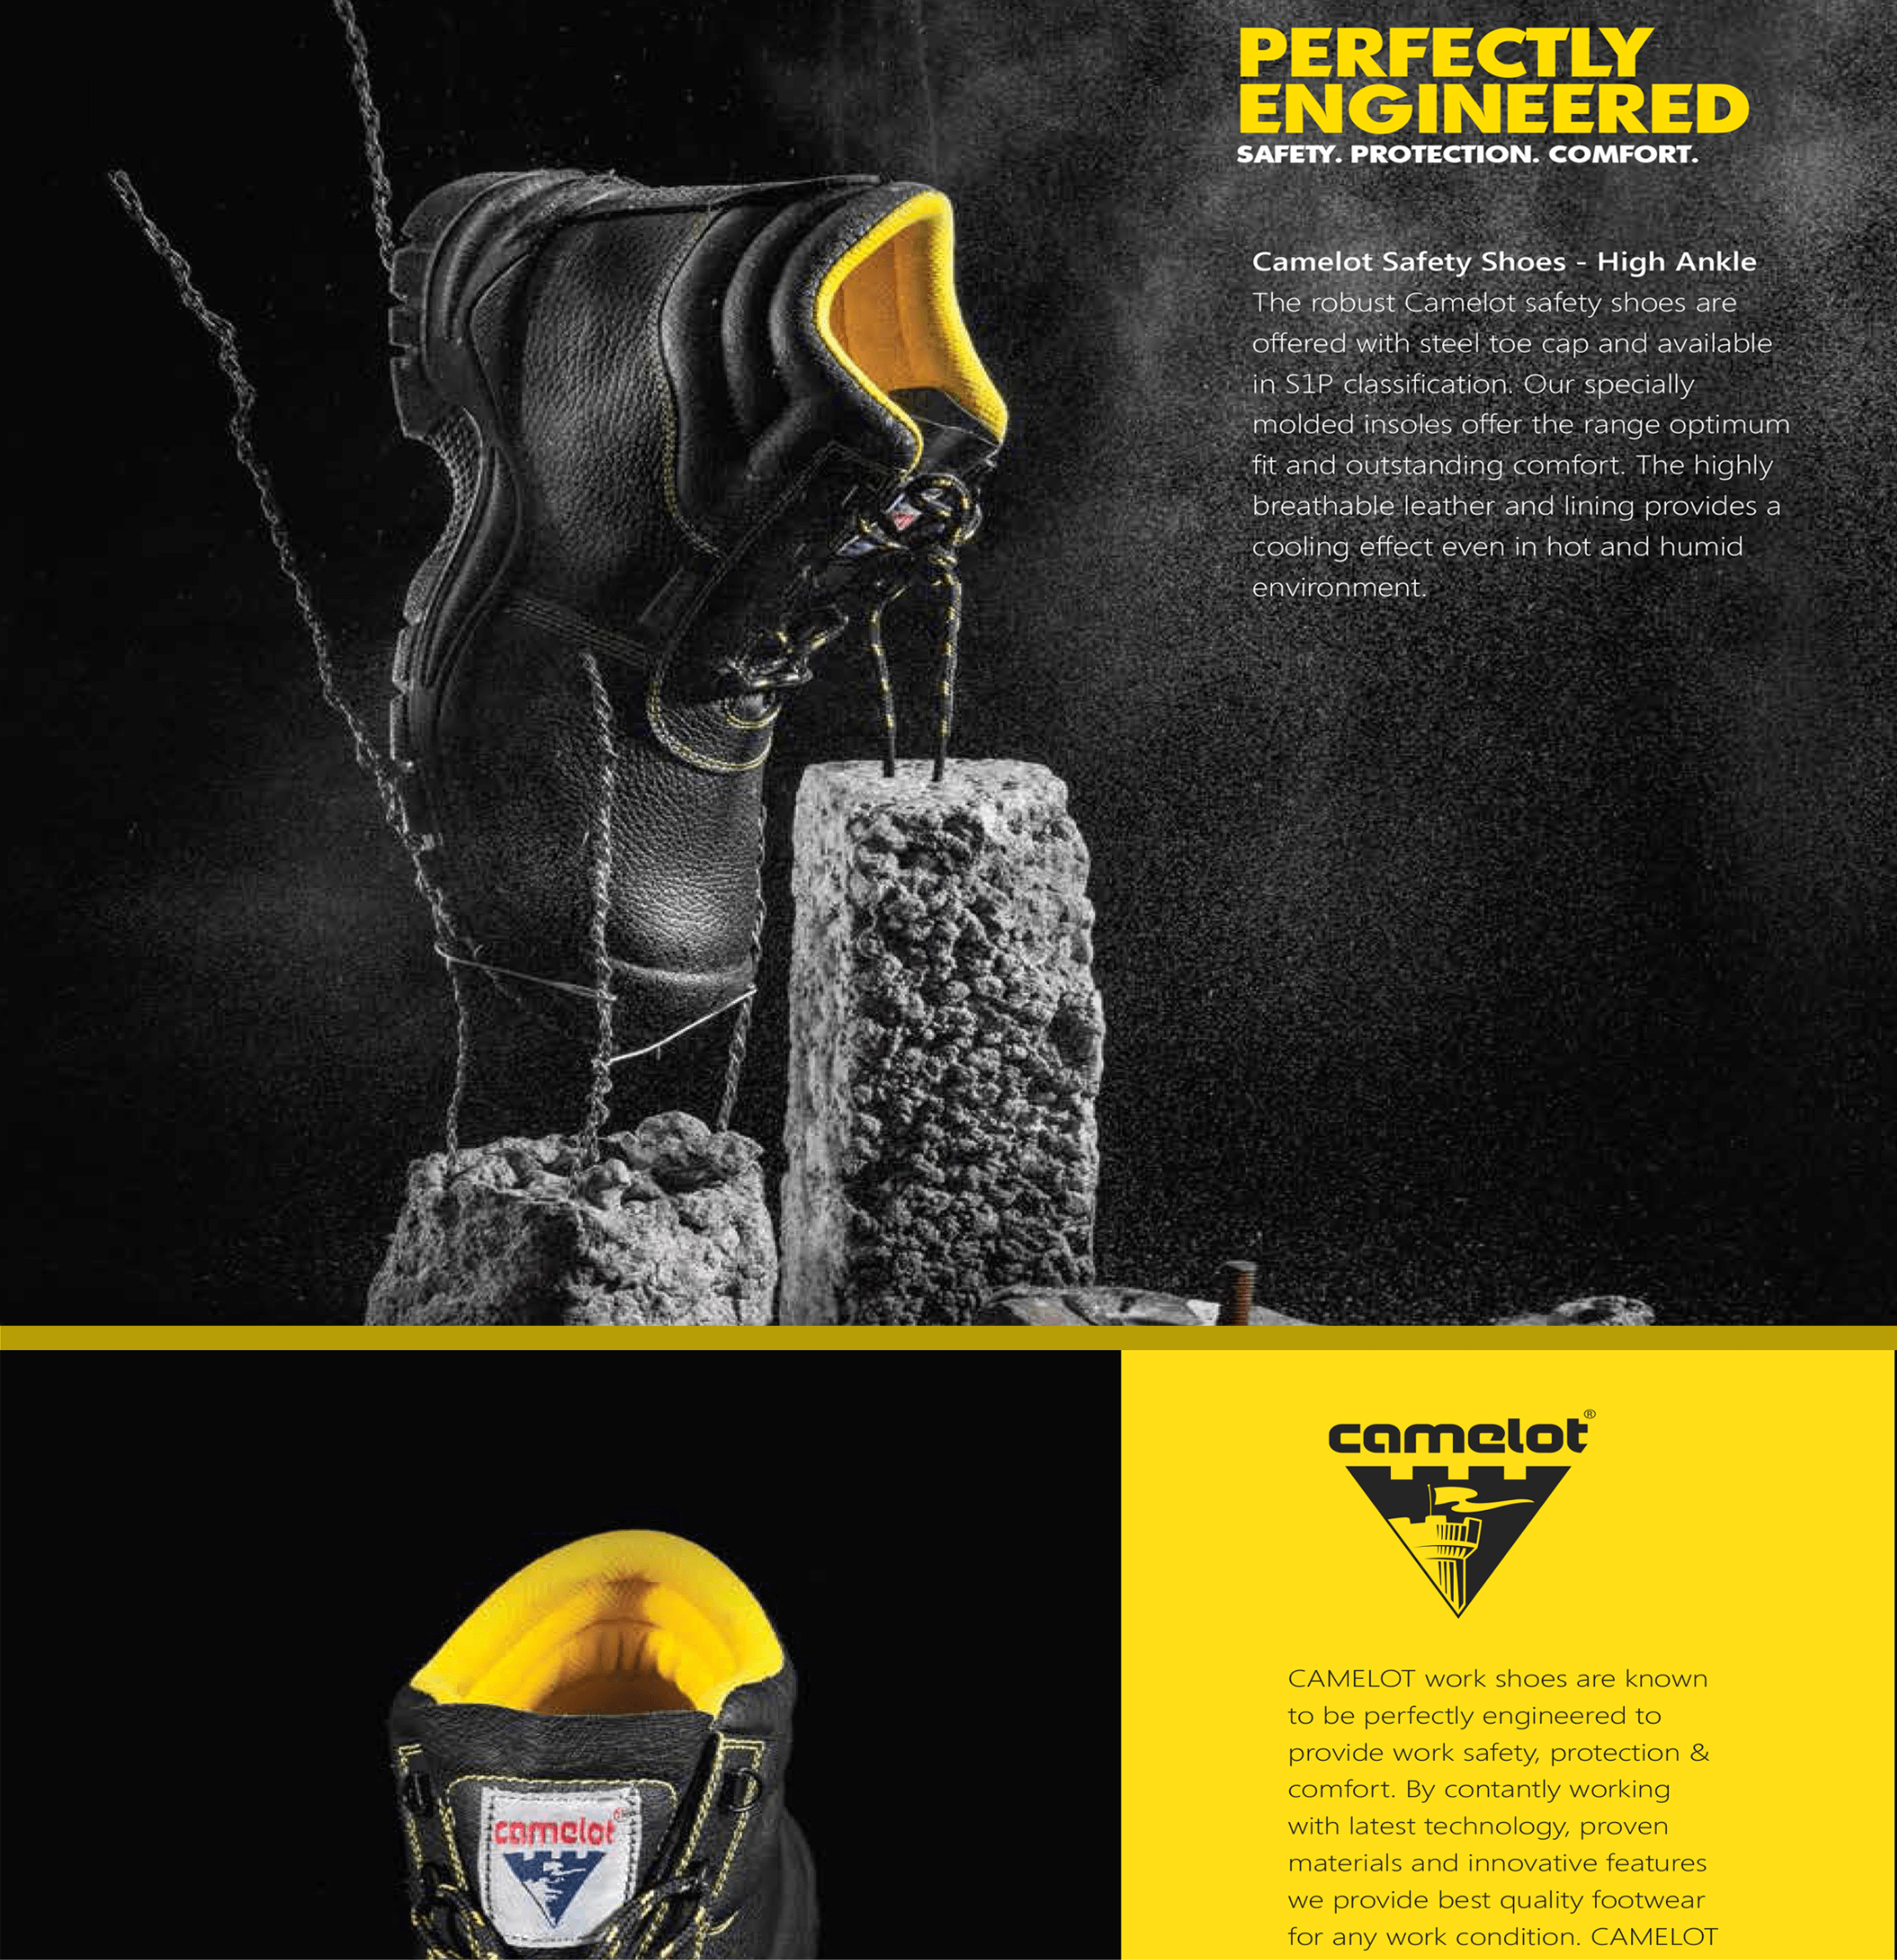 PERFECTLY
ENGINEERED
SAFETY. PROTECTION. COMFORT.
Camelot Safety Shoes - High Ankle
The robust Camelot safety shoes are
offered with steel toe cap and available
in S1P classification. Our specially
molded insoles offer the range optimum
fit and outstanding comfort. The highly
breathable leather and lining provides a
cooling effect even in hot and humid
environment.
camelot®
CAMELOT work shoes are known
to be perfectly engineered to
provide work safety, protection &
comfort. By contantly working
with latest technology, proven
materials and innovative features
we provide best quality footwear
for any work condition. CAMELOT
camelot